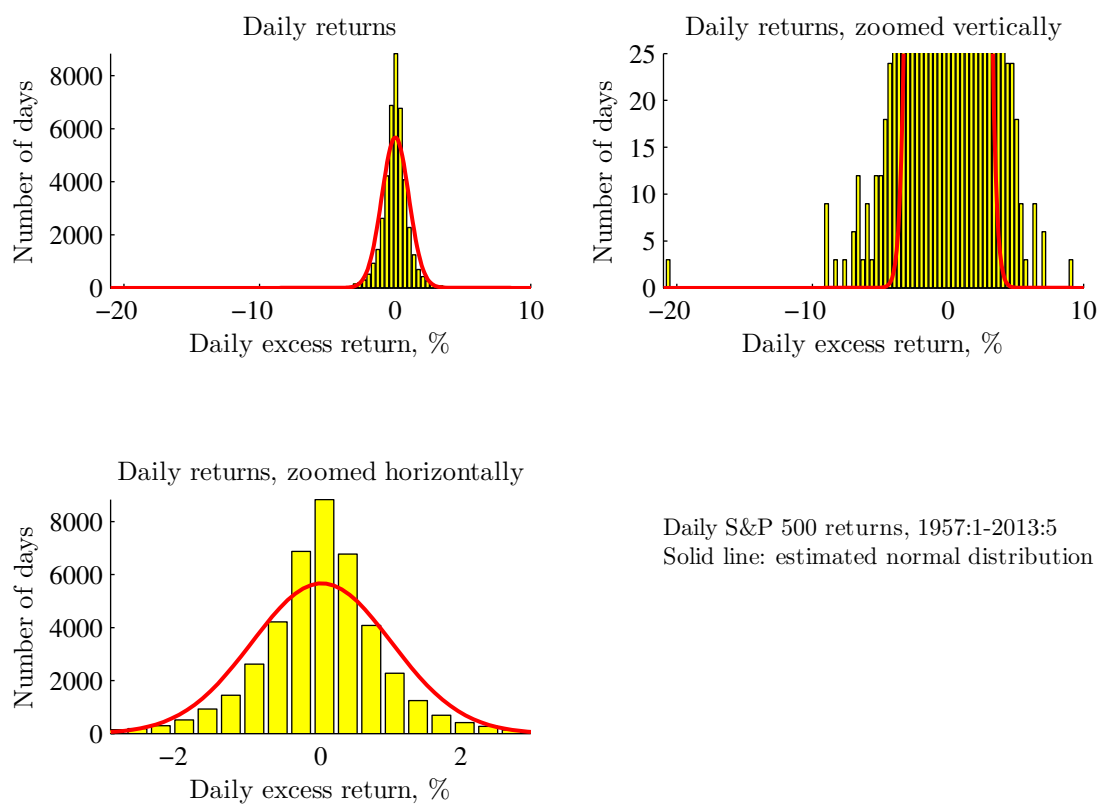 Daily returns
Number of days
8000
6000
4000
2000
0
−20
−10
0
10
Daily excess return, %
Daily returns, zoomed vertically
Number of days
25
20
15
10
5
0
−20
−10
0
10
Daily excess return, %
Daily returns, zoomed horizontally
Number of days
8000
6000
4000
2000
0
−2
0
2
Daily excess return, %
Daily S&P 500 returns, 1957:1-2013:5
Solid line: estimated normal distribution